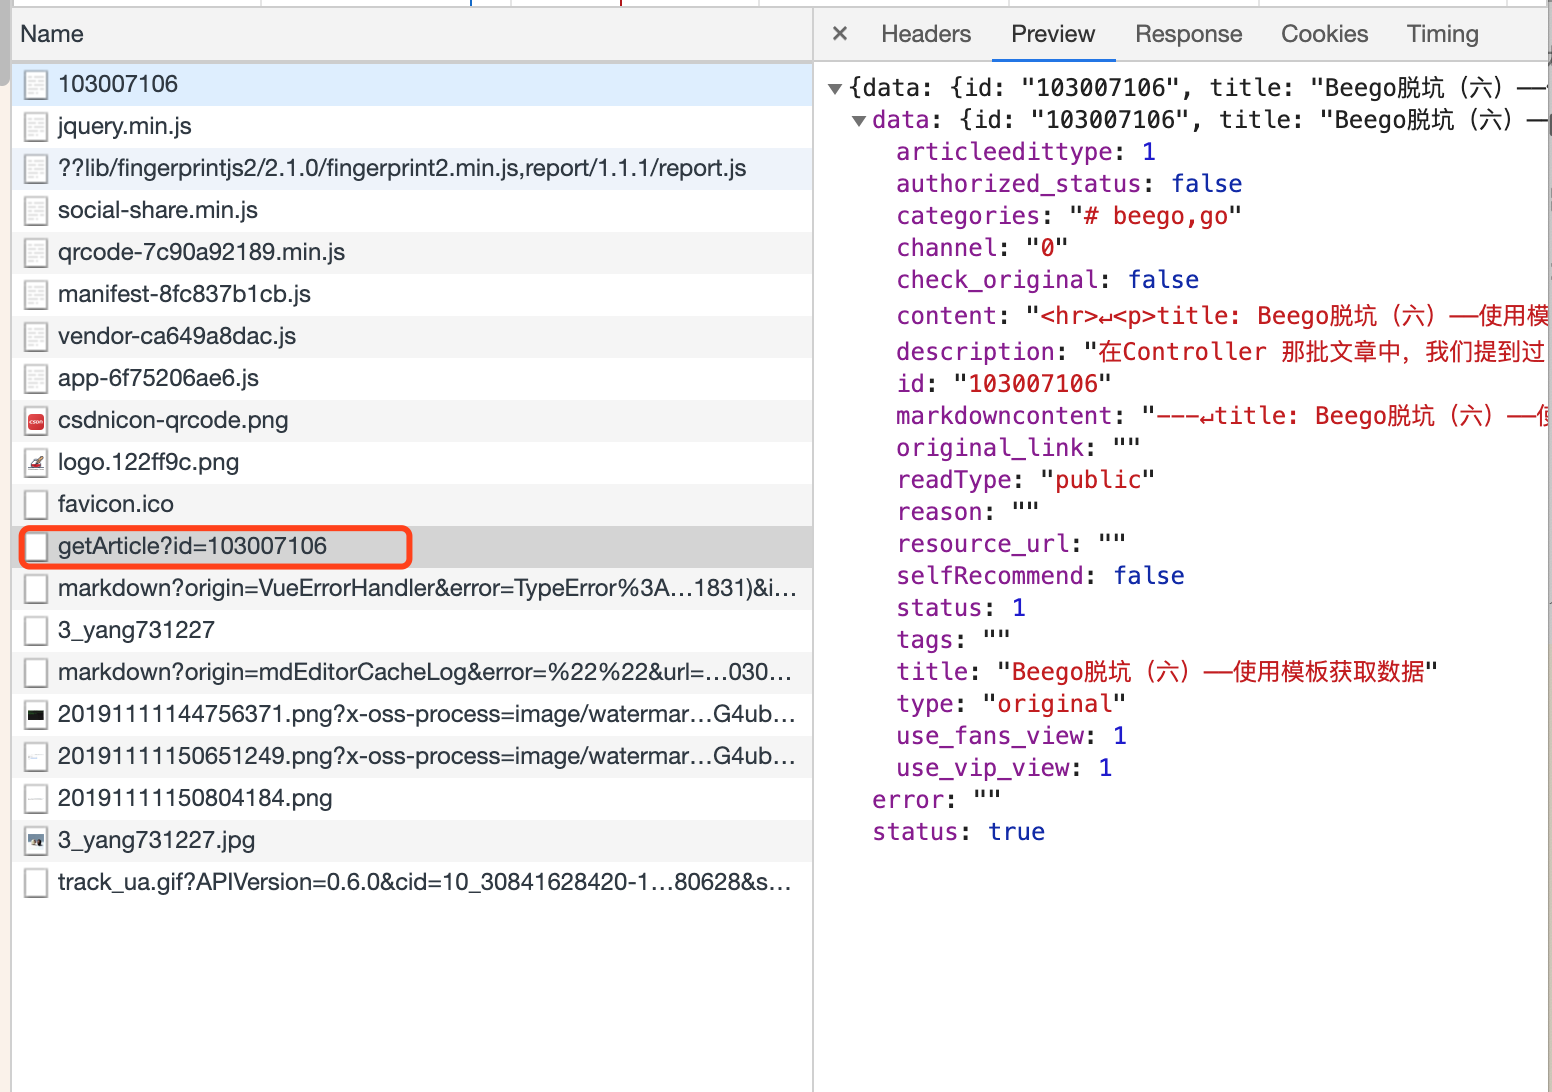 Name
103007106
jquery.min.js
??lib/fingerprintjs2/2.1.0/fingerprint2.min.js,report/1.1.1/report.js
social-share.min.js
qrcode-7c90a92189.min.js
manifest-8fc837b1cb.js
vendor-ca649a8dac.js
app-6f75206ae6.js
csdnicon-qrcode.png
logo.122ff9c.png
favicon.ico
getArticle?id=103007106
markdown?origin=VueErrorHandler&error=TypeError%3A…1831)&i…
3_yang731227
markdown?origin=mdEditorCacheLog&error=%22%22&url=…030…
20191111144756371.png?x-oss-process=image/watermar…G4ub…
20191111150651249.png?x-oss-process=image/watermar…G4ub…
20191111150804184.png
3_yang731227.jpg
track_ua.gif?APIVersion=0.6.0&cid=10_30841628420-1…80628&s…
× Headers Preview Response Cookies Timing
▼{data: {id: "103007106", title: "Beego脱坑（六）——
▼data: {id: "103007106", title: "Beego脱坑（六）—
articleedittype: 1
authorized_status: false
categories: "# beego,go"
channel: "0"
check_original: false
content: "<hr>↵<p>title: Beego脱坑（六）——使用模
description: "在Controller 那批文章中，我们提到过
id: "103007106"
markdowncontent: "---↵title: Beego脱坑（六）——使
original_link: ""
readType: "public"
reason: ""
resource_url: ""
selfRecommend: false
status: 1
tags: ""
title: "Beego脱坑（六）——使用模板获取数据"
type: "original"
use_fans_view: 1
use_vip_view: 1
error: ""
status: true